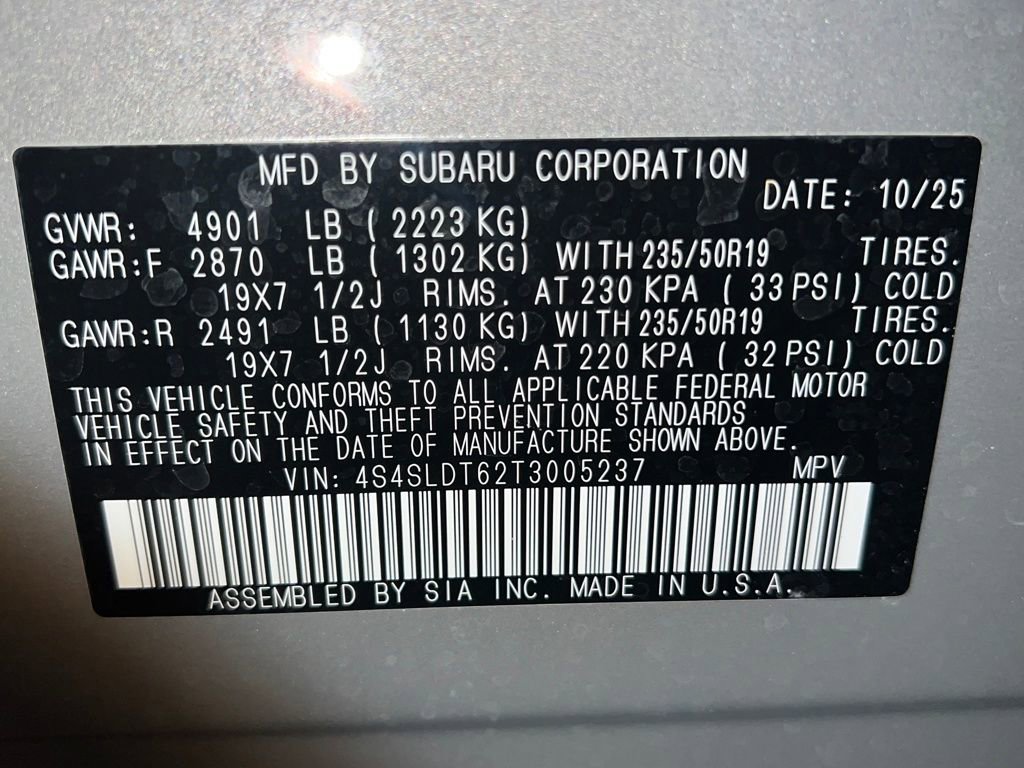 MFD BY SUBARU CORPORATION
DATE: 10/25
GVWR: 4901 LB ( 2223 KG)
GAWR:F 2870 LB ( 1302 KG) WITH 235/50R19 TIRES.
19X7 1/2J RIMS. AT 230 KPA ( 33 PSI) COLD
GAWR:R 2491 LB ( 1130 KG) WITH 235/50R19 TIRES.
19X7 1/2J RIMS. AT 220 KPA ( 32 PSI) COLD
THIS VEHICLE CONFORMS TO ALL APPLICABLE FEDERAL MOTOR
VEHICLE SAFETY AND THEFT PREVENTION STANDARDS
IN EFFECT ON THE DATE OF MANUFACTURE SHOWN ABOVE.
VIN: 4S4SLDT62T3005237 MPV
ASSEMBLED BY SIA INC. MADE IN U.S.A.